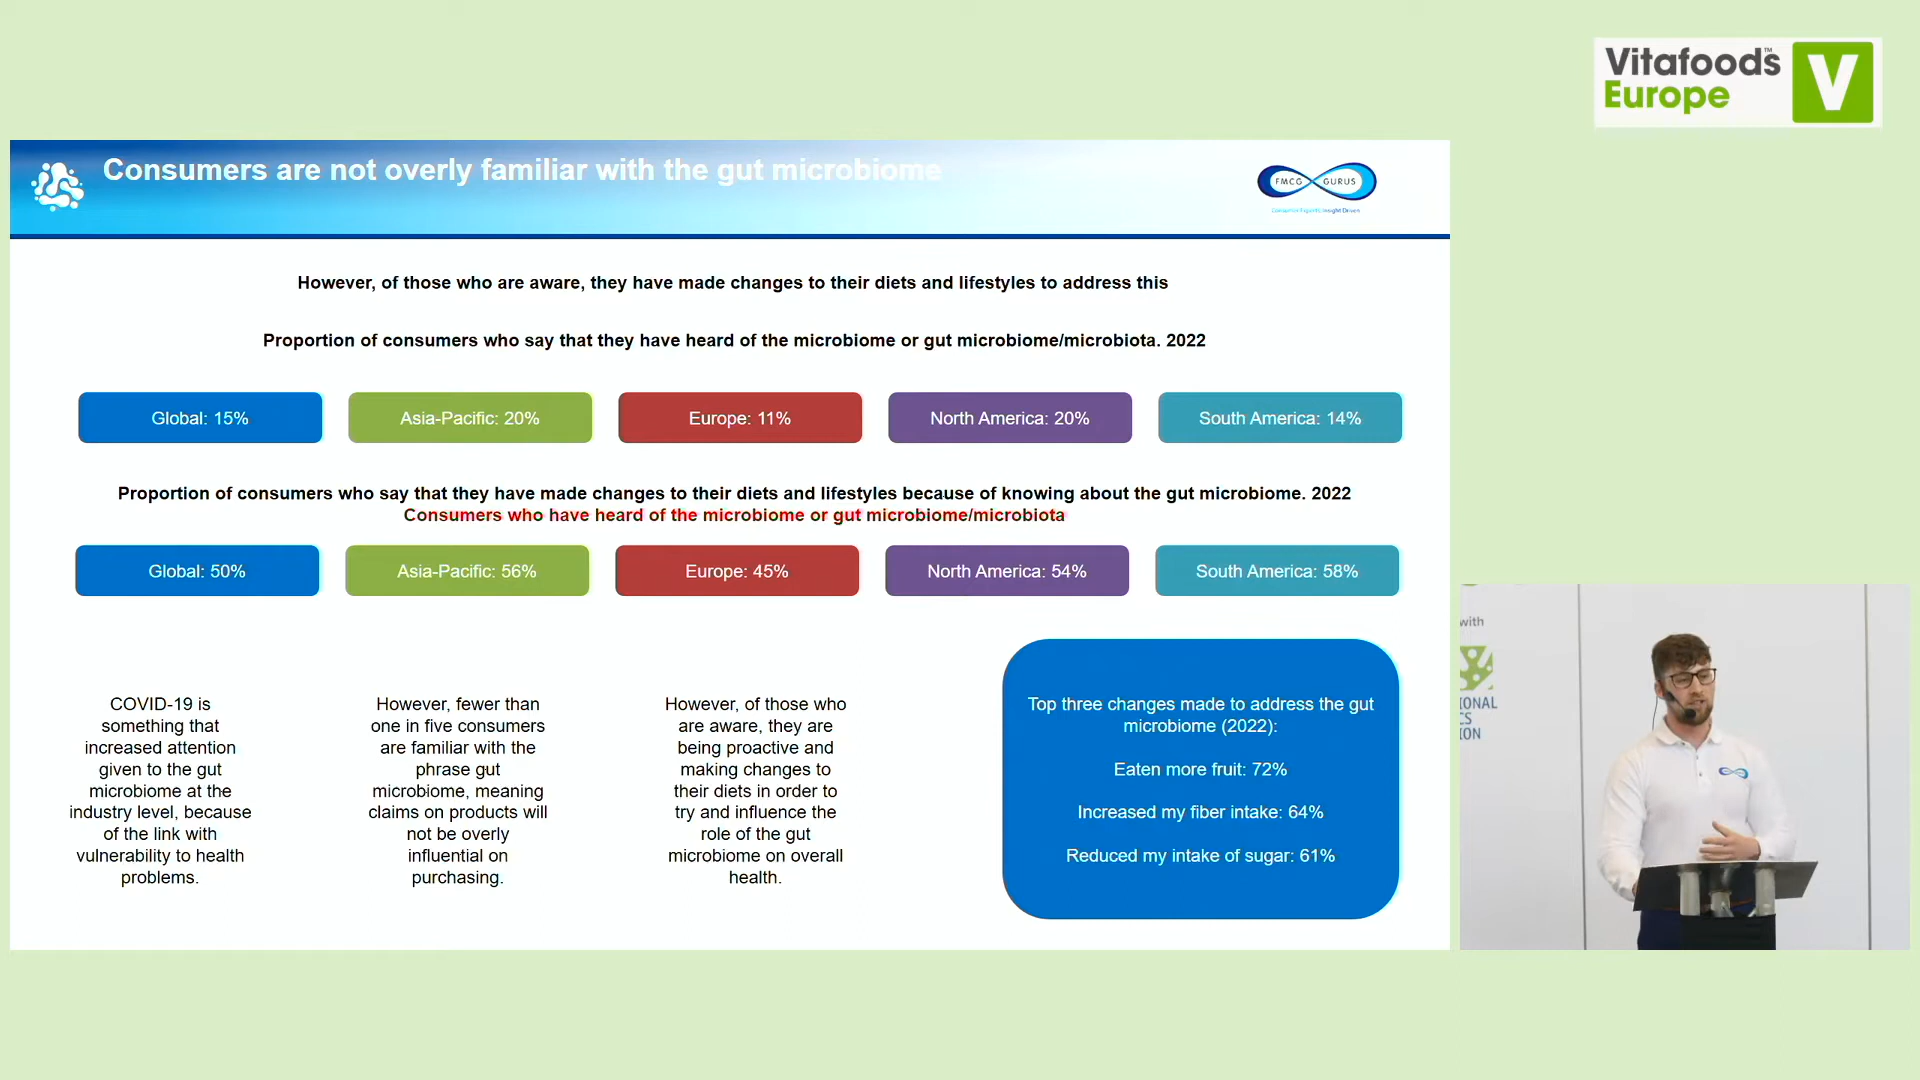 Vitafoods™
Europe
V
Consumers are not overly familiar with the gut microbiome
FMCG GURUS
Consumer Experts Insight Driven
However, of those who are aware, they have made changes to their diets and lifestyles to address this
Proportion of consumers who say that they have heard of the microbiome or gut microbiome/microbiota. 2022
Global: 15%
Asia-Pacific: 20%
Europe: 11%
North America: 20%
South America: 14%
Proportion of consumers who say that they have made changes to their diets and lifestyles because of knowing about the gut microbiome. 2022
Consumers who have heard of the microbiome or gut microbiome/microbiota
Global: 50%
Asia-Pacific: 56%
Europe: 45%
North America: 54%
South America: 58%
COVID-19 is
something that
increased attention
given to the gut
microbiome at the
industry level, because
of the link with
vulnerability to health
problems.
However, fewer than
one in five consumers
are familiar with the
phrase gut
microbiome, meaning
claims on products will
not be overly
influential on
purchasing.
However, of those who
are aware, they are
being proactive and
making changes to
their diets in order to
try and influence the
role of the gut
microbiome on overall
health.
Top three changes made to address the gut
microbiome (2022):
Eaten more fruit: 72%
Increased my fiber intake: 64%
Reduced my intake of sugar: 61%
with
IONAL
CS
ION